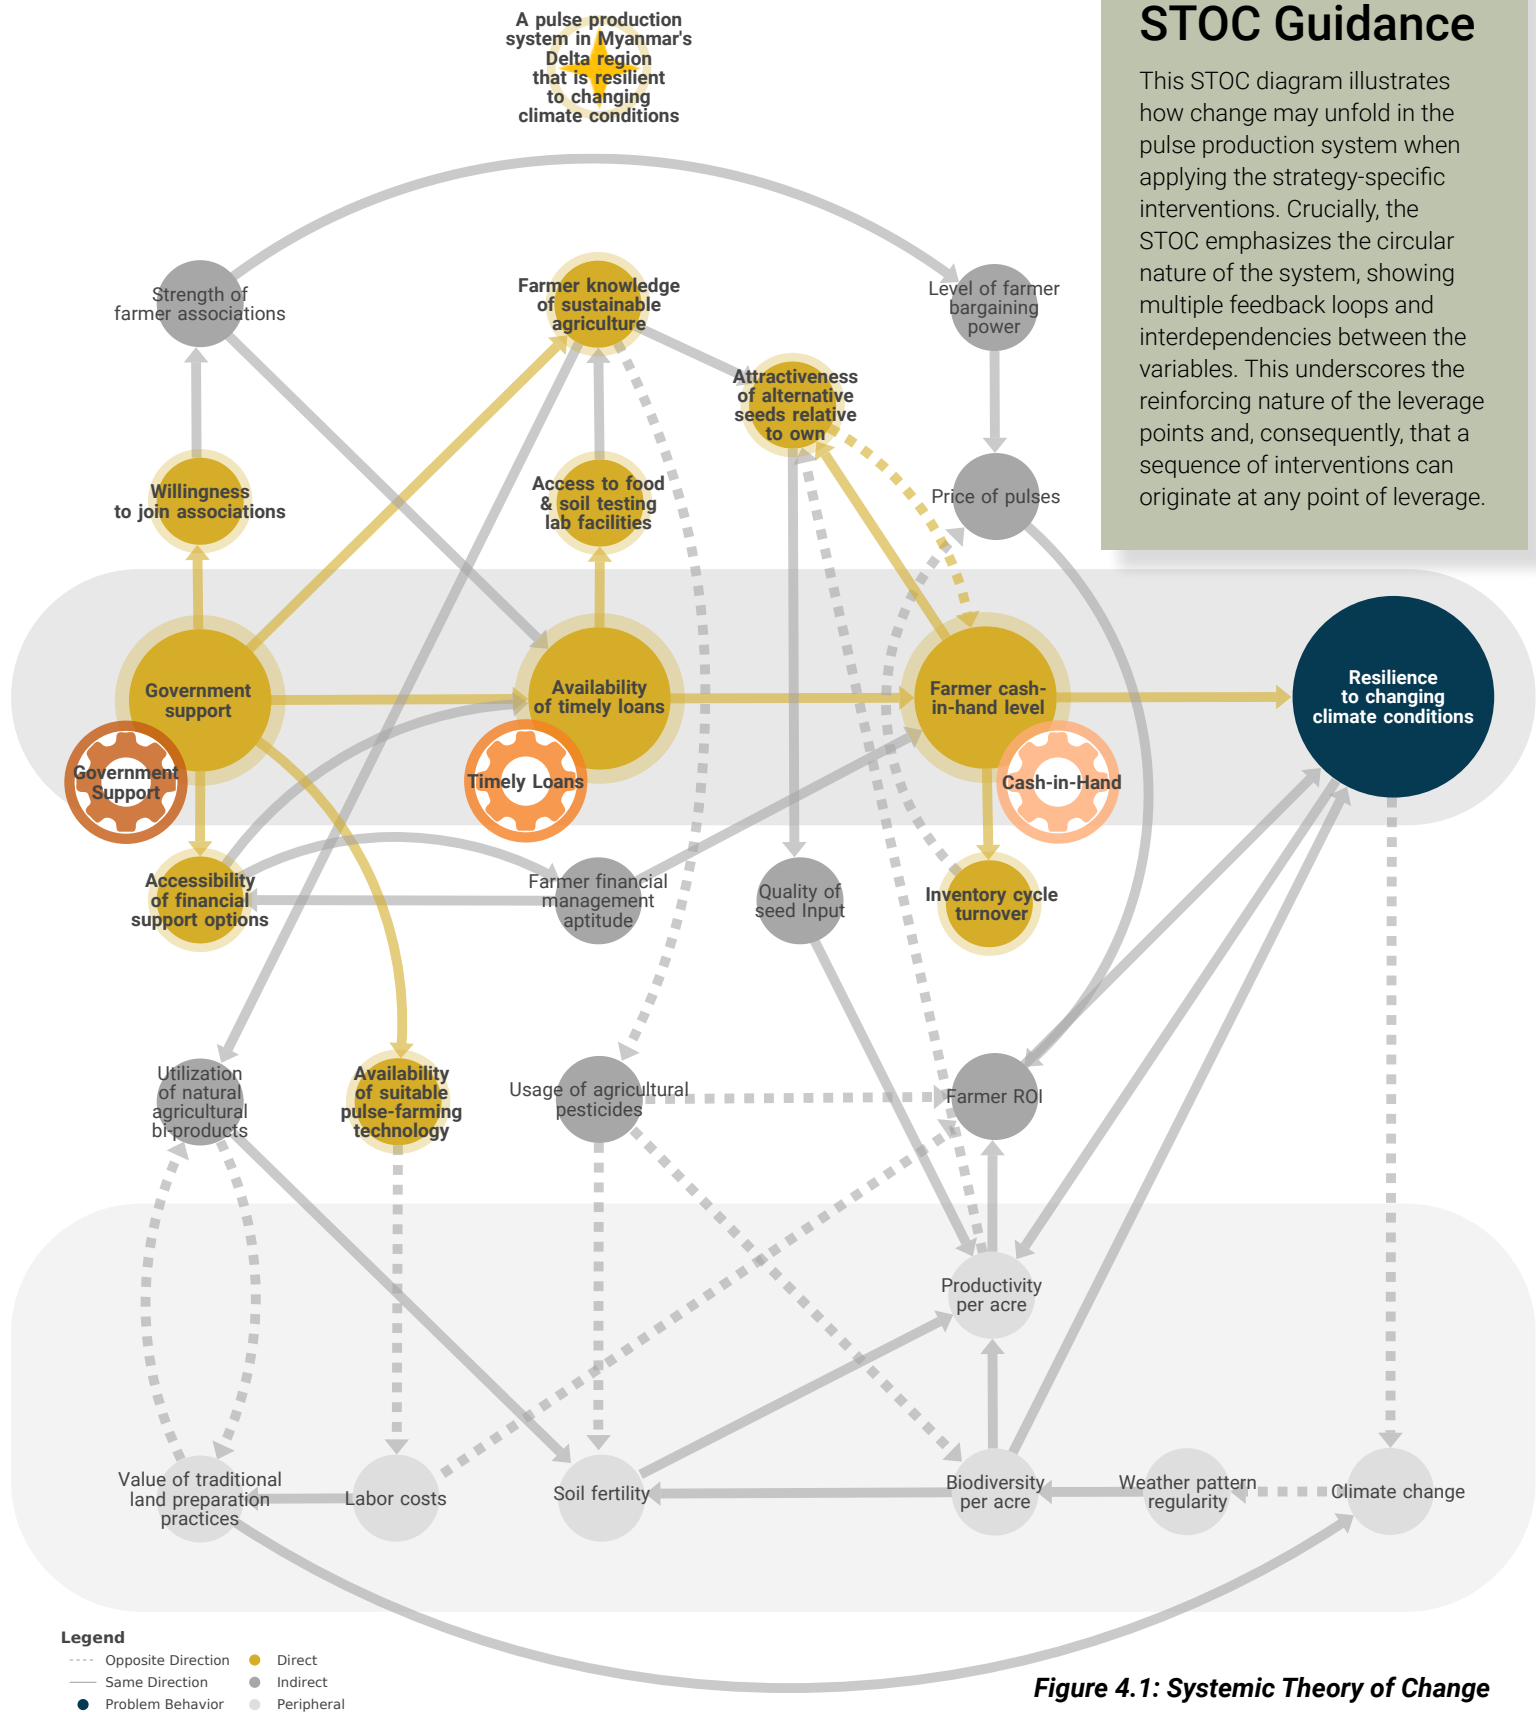 A pulse production
system in Myanmar's
Delta region
that is resilient
to changing
climate conditions
STOC Guidance
This STOC diagram illustrates
how change may unfold in the
pulse production system when
applying the strategy-specific
interventions. Crucially, the
STOC emphasizes the circular
nature of the system, showing
multiple feedback loops and
interdependencies between the
variables. This underscores the
reinforcing nature of the leverage
points and, consequently, that a
sequence of interventions can
originate at any point of leverage.
Strength of
farmer associations
Farmer knowledge
of sustainable
agriculture
Level of farmer
bargaining
power
Attractiveness
of alternative
seeds relative
to own
Willingness
to join associations
Access to food
& soil testing
lab facilities
Price of pulses
Government
support
Availability
of timely loans
Farmer cash-
in-hand level
Resilience
to changing
climate conditions
Government
Support
Timely Loans
Cash-in-Hand
Accessibility
of financial
support options
Farmer financial
management
aptitude
Quality of
seed Input
Inventory cycle
turnover
Utilization
of natural
agricultural
bi-products
Availability
of suitable
pulse-farming
technology
Usage of agricultural
pesticides
Farmer ROI
Productivity
per acre
Value of traditional
land preparation
practices
Labor costs
Soil fertility
Biodiversity
per acre
Weather pattern
regularity
Climate change
Legend
Opposite Direction
Same Direction
Problem Behavior
Direct
Indirect
Peripheral
Figure 4.1: Systemic Theory of Change